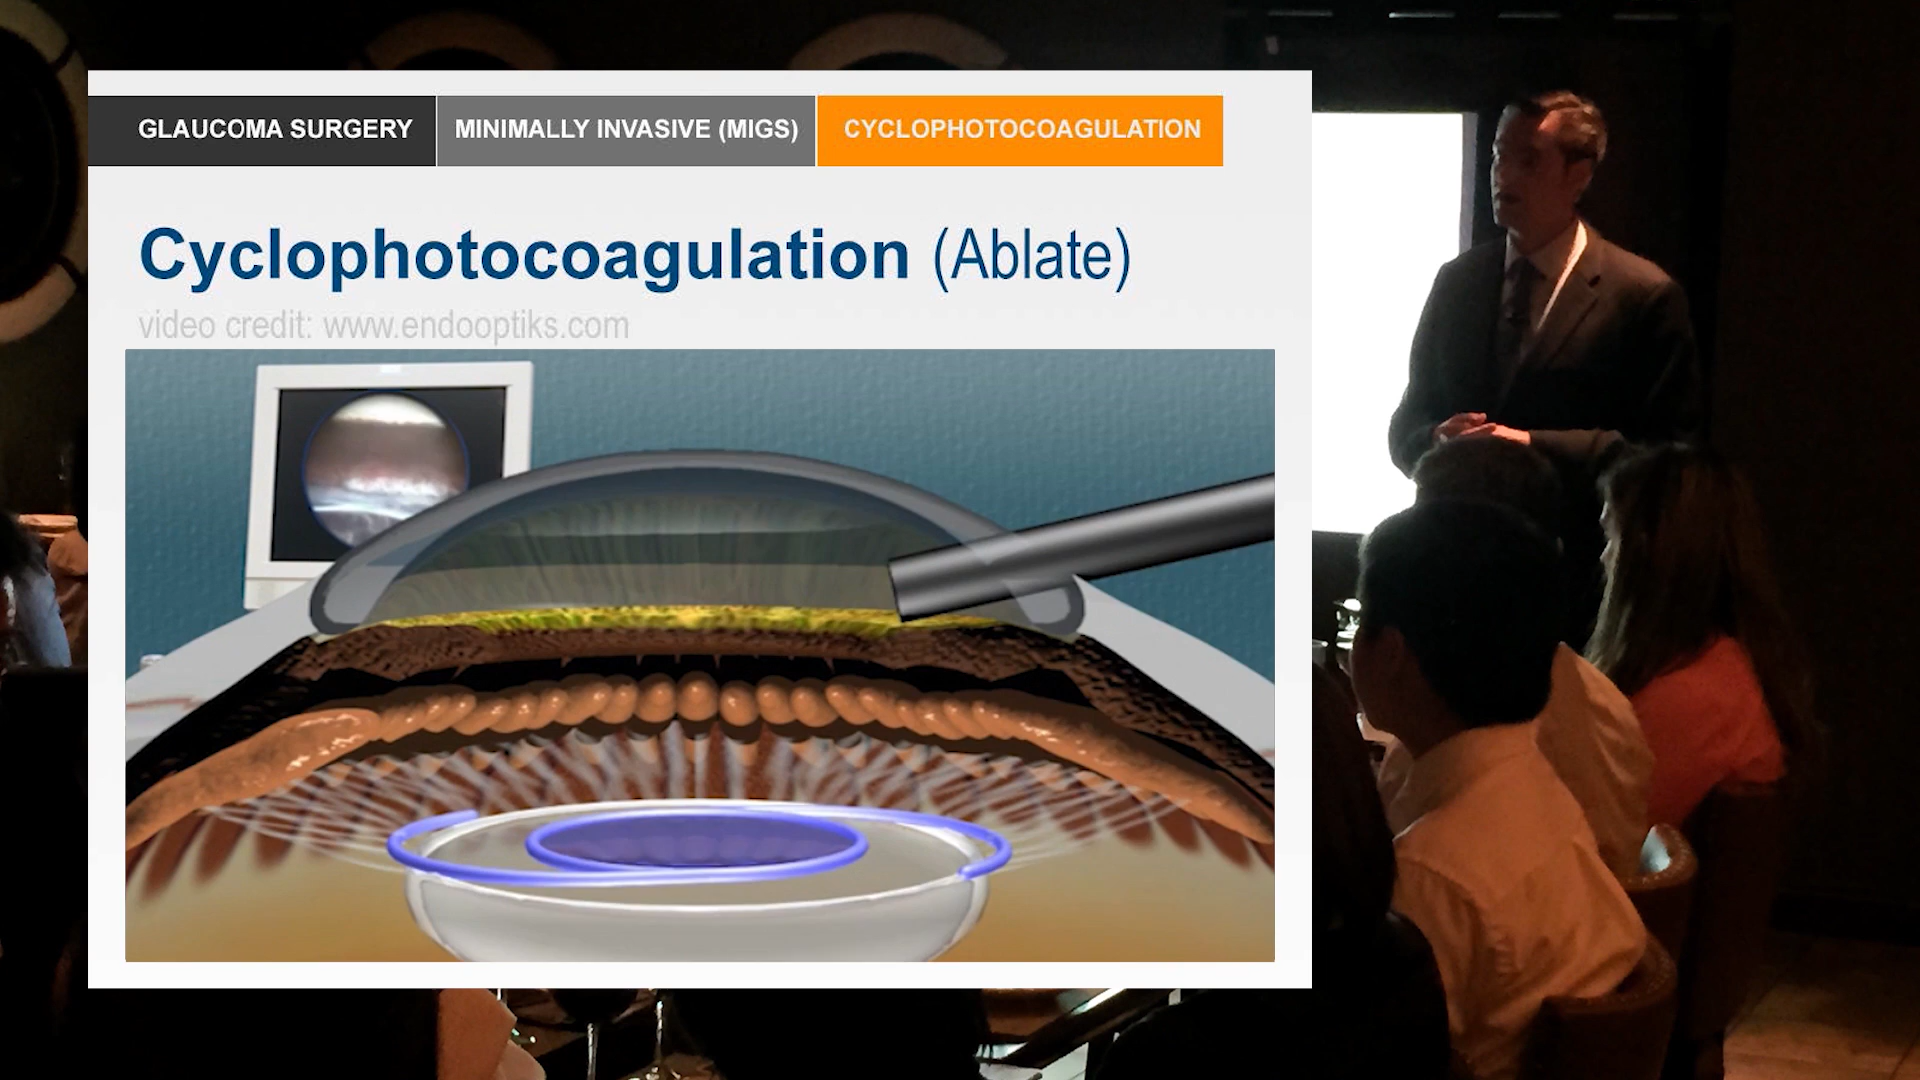 GLAUCOMA SURGERY MINIMALLY INVASIVE (MIGS) CYCLOPHOTOCOAGULATION
Cyclophotocoagulation (Ablate)
video credit: www.endooptiks.com